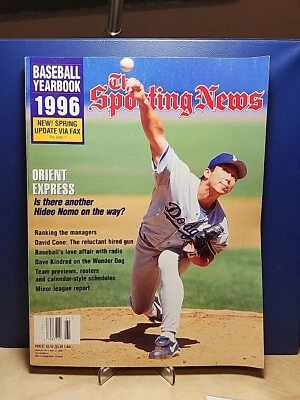 BASEBALL
YEARBOOK
1996
NEW! SPRING
UPDATE VIA FAX
The
Sporting News
ORIENT
EXPRESS
Is there another
Hideo Nomo on the way?
Ranking the managers
David Cone: The reluctant hired gun
Baseball's love affair with radio
Dave Kindred on the Wonder Dog
Team previews, rosters
and calendar-style schedules
Minor league report
Dodgers